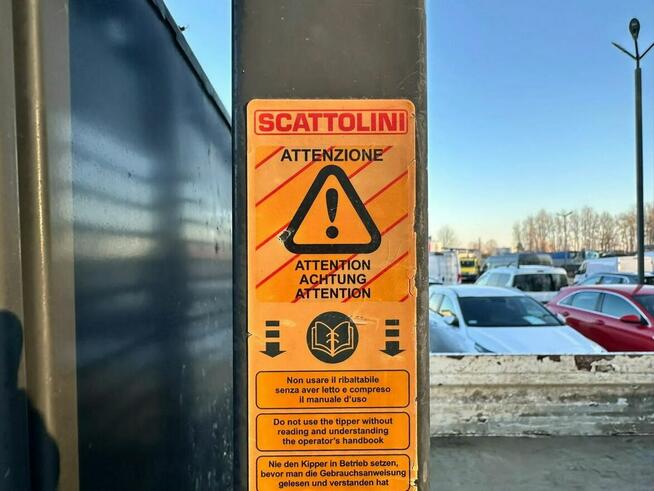 SCATTOLINI
ATTENZIONE
ATTENTION
ACHTUNG
ATTENTION
Non usare il ribaltabile
senza aver letto e compreso
il manuale d'uso
Do not use the tipper without
reading and understanding
the operator's handbook
Nie den Kipper in Betrieb setzen,
bevor man die Gebrauchsanweisung
gelesen und verstanden hat